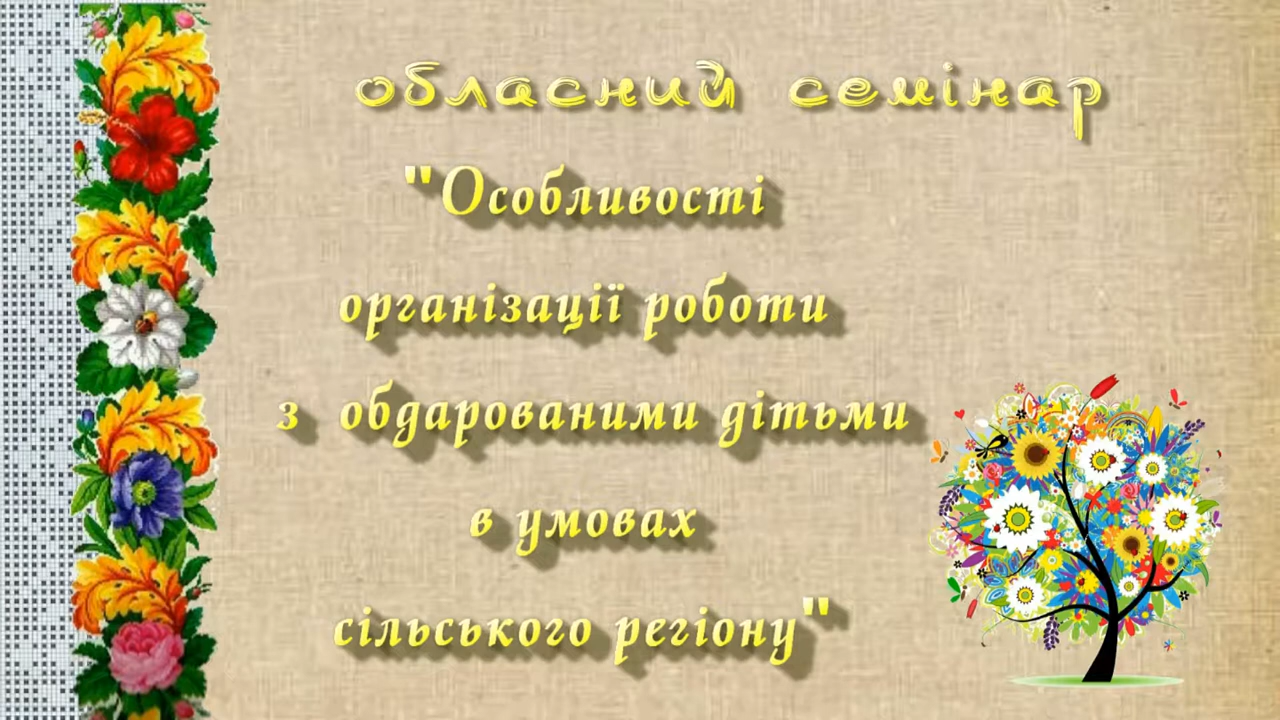 обласний семінар
"Особливості
організації роботи
з обдарованими дітьми
в умовах
сільського регіону"